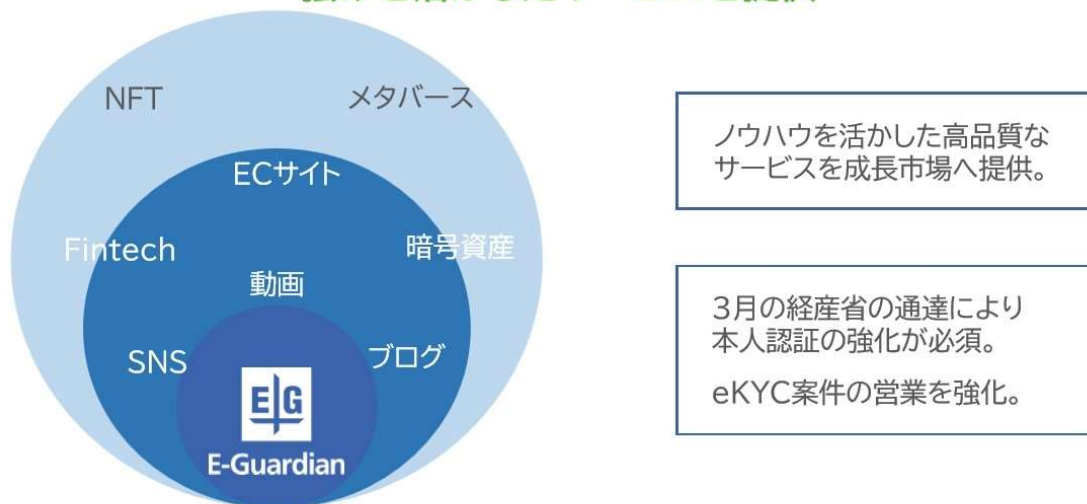 NFT
メタバース
ECサイト
Fintech
暗号資産
動画
SNS
ブログ
EG
E-Guardian
ノウハウを活かした高品質な
サービスを成長市場へ提供。
3月の経産省の通達により
本人認証の強化が必須。
eKYC案件の営業を強化。